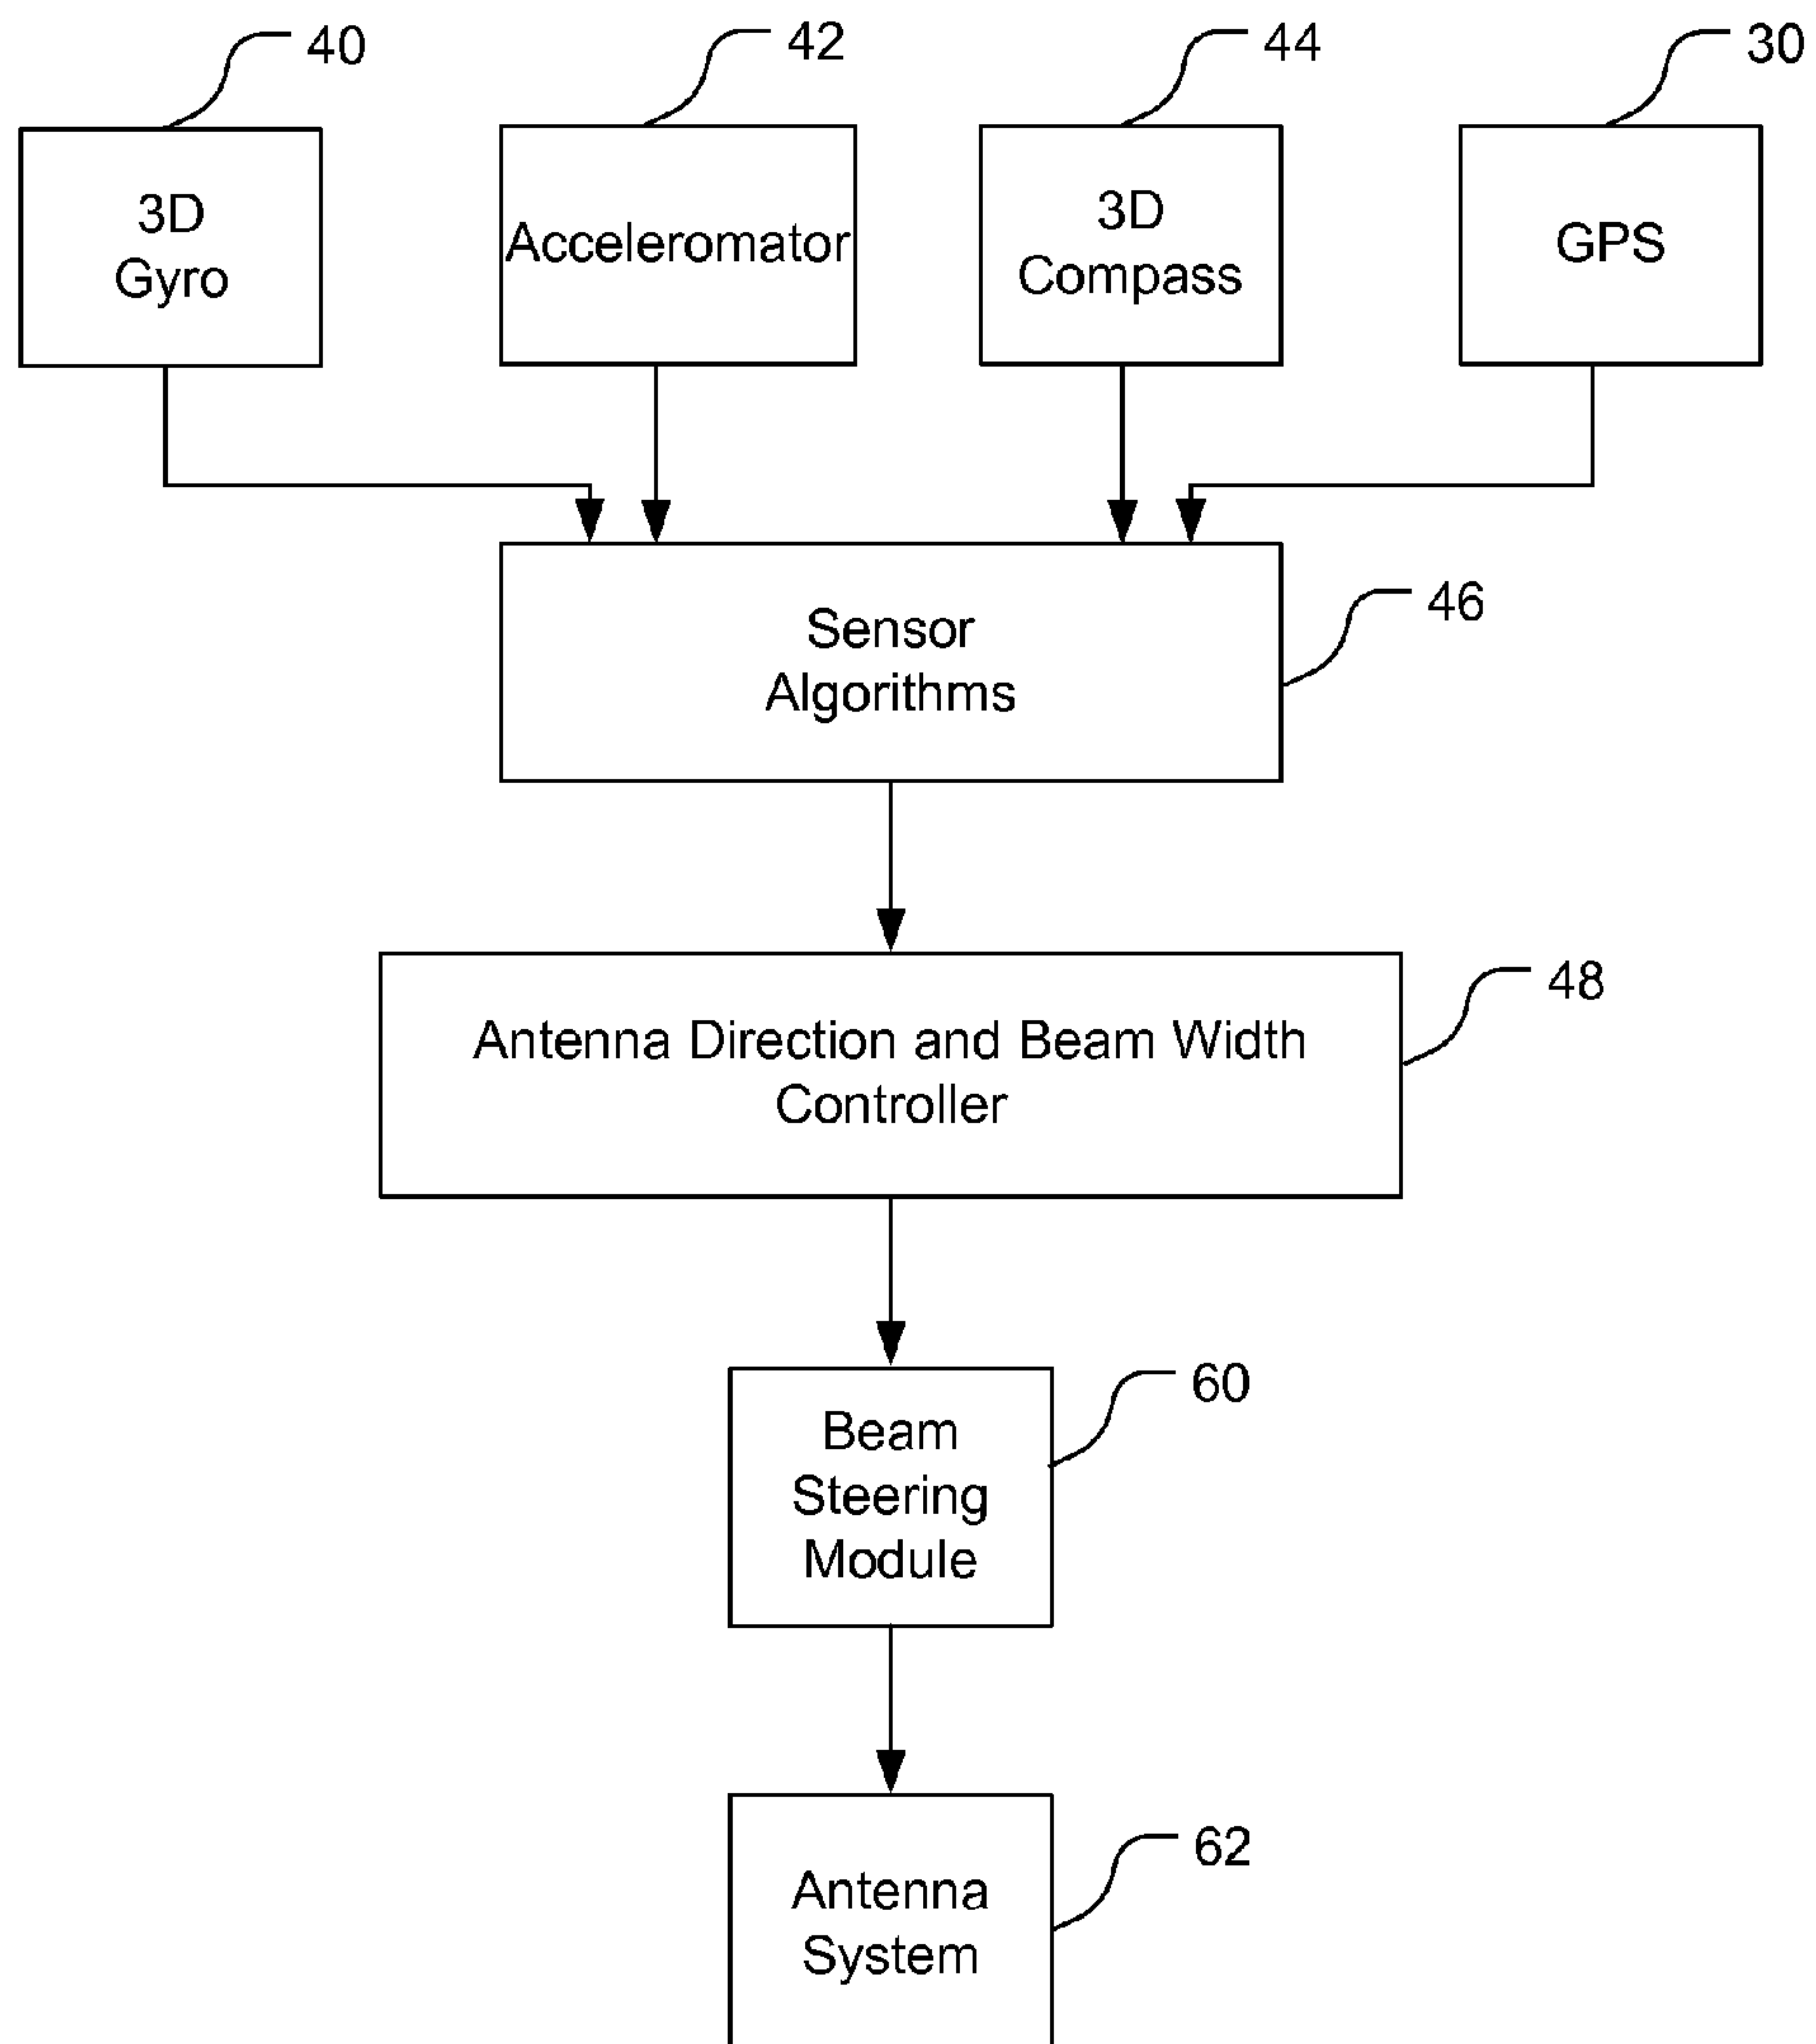 40
42
44
30
3D
Gyro
Acceleromator
3D
Compass
GPS
Sensor
Algorithms
46
Antenna Direction and Beam Width
Controller
48
Beam
Steering
Module
60
Antenna
System
62